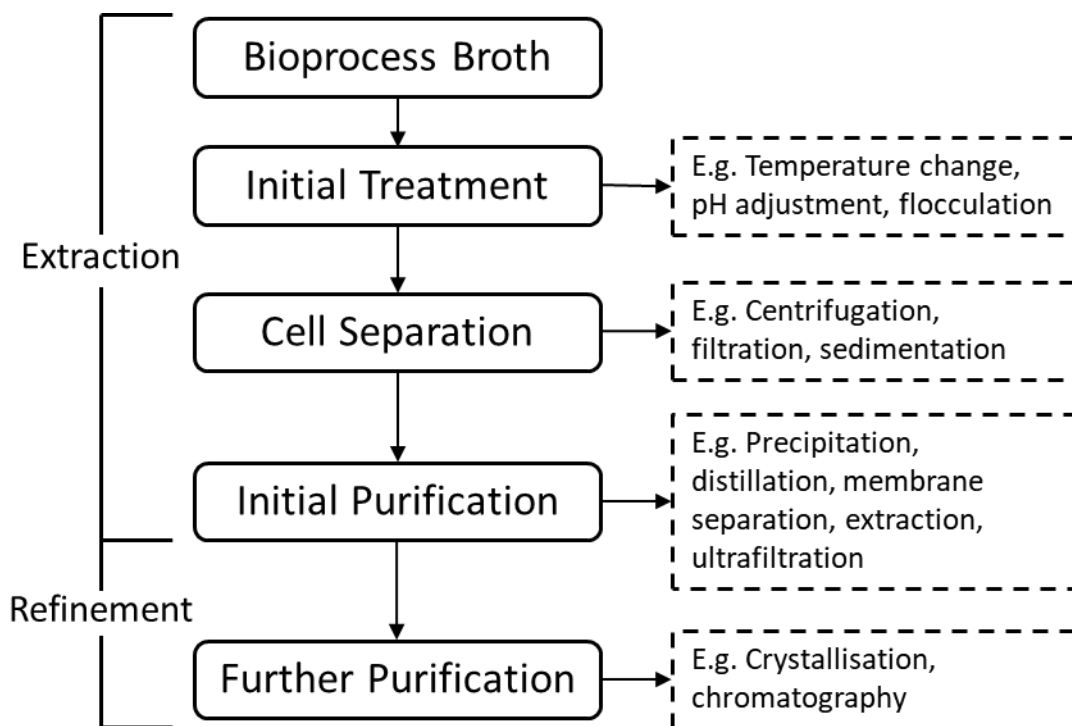 Bioprocess Broth
Initial Treatment
E.g. Temperature change,
pH adjustment, flocculation
Extraction
Cell Separation
E.g. Centrifugation,
filtration, sedimentation
Initial Purification
E.g. Precipitation,
distillation, membrane
separation, extraction,
ultrafiltration
Refinement
Further Purification
E.g. Crystallisation,
chromatography